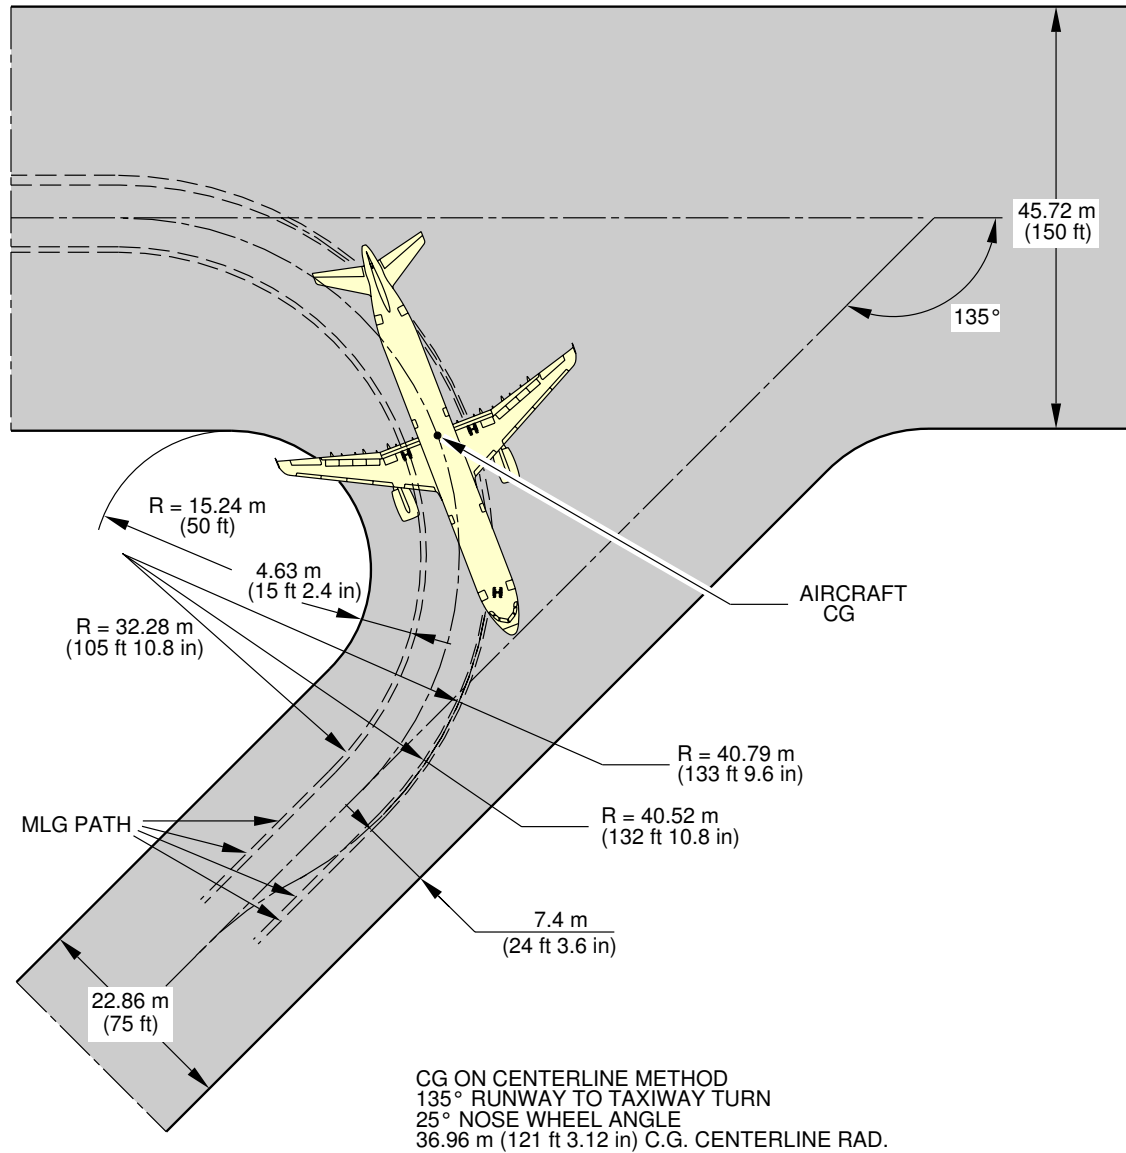 45.72 m
(150 ft)
135°
R = 15.24 m
(50 ft)
4.63 m
(15 ft 2.4 in)
AIRCRAFT
CG
R = 32.28 m
(105 ft 10.8 in)
R = 40.79 m
(133 ft 9.6 in)
R = 40.52 m
(132 ft 10.8 in)
MLG PATH
7.4 m
(24 ft 3.6 in)
22.86 m
(75 ft)
CG ON CENTERLINE METHOD
135° RUNWAY TO TAXIWAY TURN
25° NOSE WHEEL ANGLE
36.96 m (121 ft 3.12 in) C.G. CENTERLINE RAD.